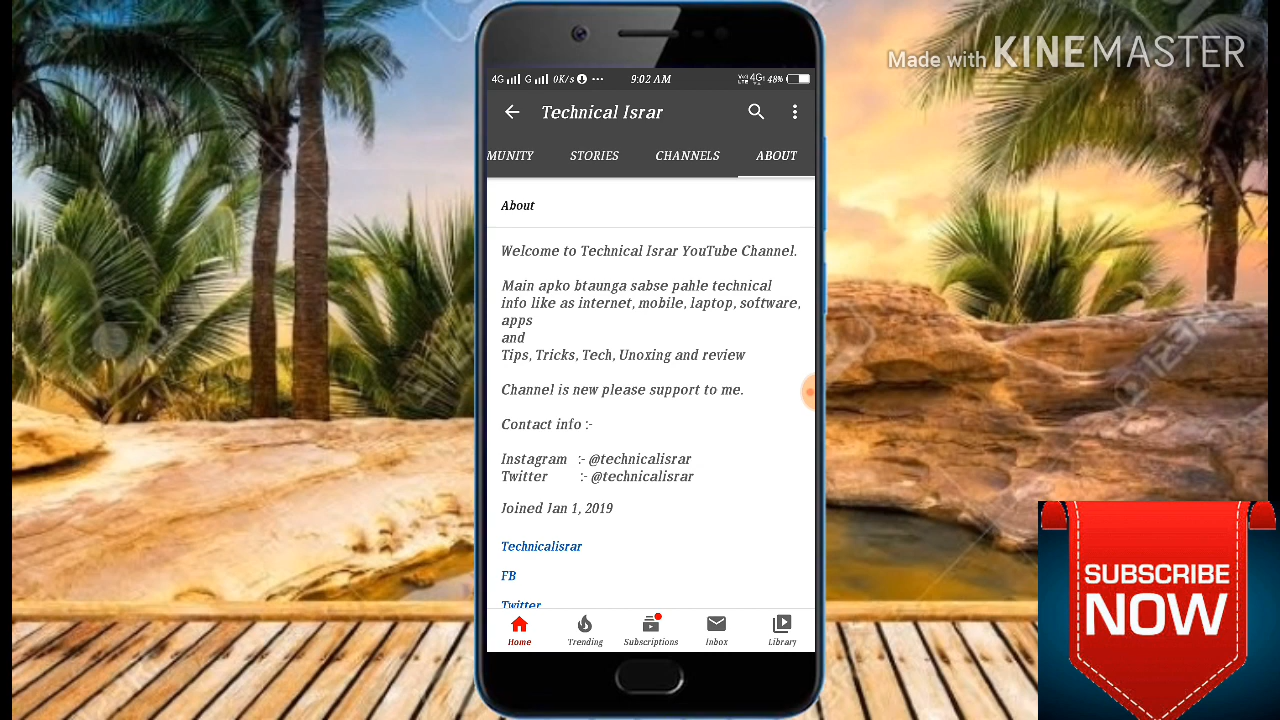 Made with KINEMASTER
4G G 0K/s 9:02 AM 4G 48%
Technical Israr
MUNITY STORIES CHANNELS ABOUT
About
Welcome to Technical Israr YouTube Channel.
Main apko btaunga sabse pahle technical
info like as internet, mobile, laptop, software,
apps
and
Tips, Tricks, Tech, Unoxing and review
Channel is new please support to me.
Contact info :-
Instagram :- @technicalisrar
Twitter :- @technicalisrar
Joined Jan 1, 2019
Technicalisrar
FB
Twitter
Home Trending Subscriptions Inbox Library
SUBSCRIBE
NOW